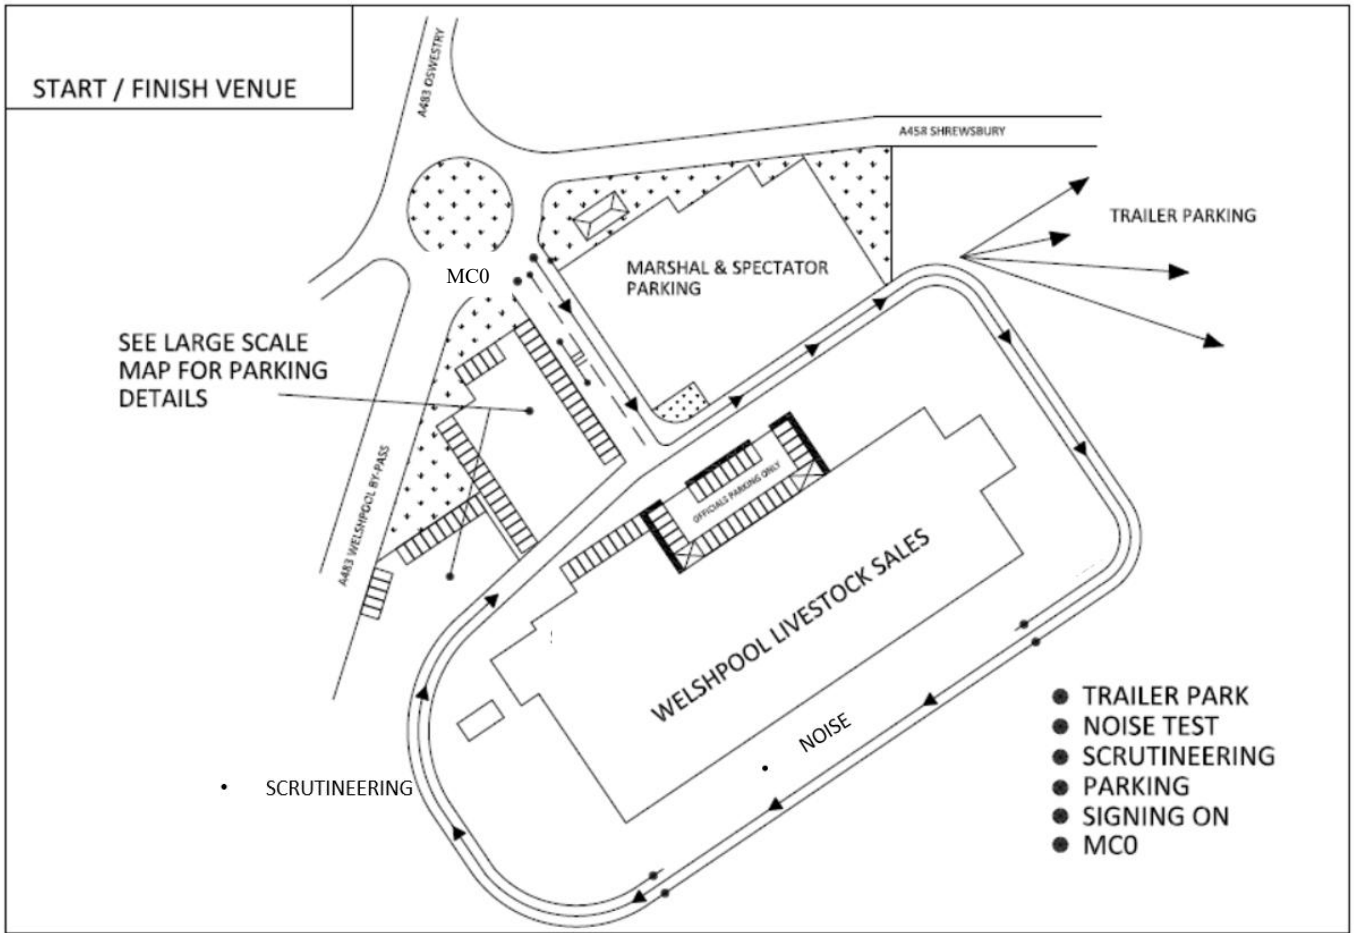 START / FINISH VENUE
A483 OSWESTRY
A458 SHREWSBURY
TRAILER PARKING
MC0
MARSHAL & SPECTATOR
PARKING
SEE LARGE SCALE
MAP FOR PARKING
DETAILS
A483 WELSHPOOL BY-PASS
OFFICIALS PARKING ONLY
WELSHPOOL LIVESTOCK SALES
NOISE
• SCRUTINEERING
● TRAILER PARK
● NOISE TEST
● SCRUTINEERING
● PARKING
● SIGNING ON
● MC0